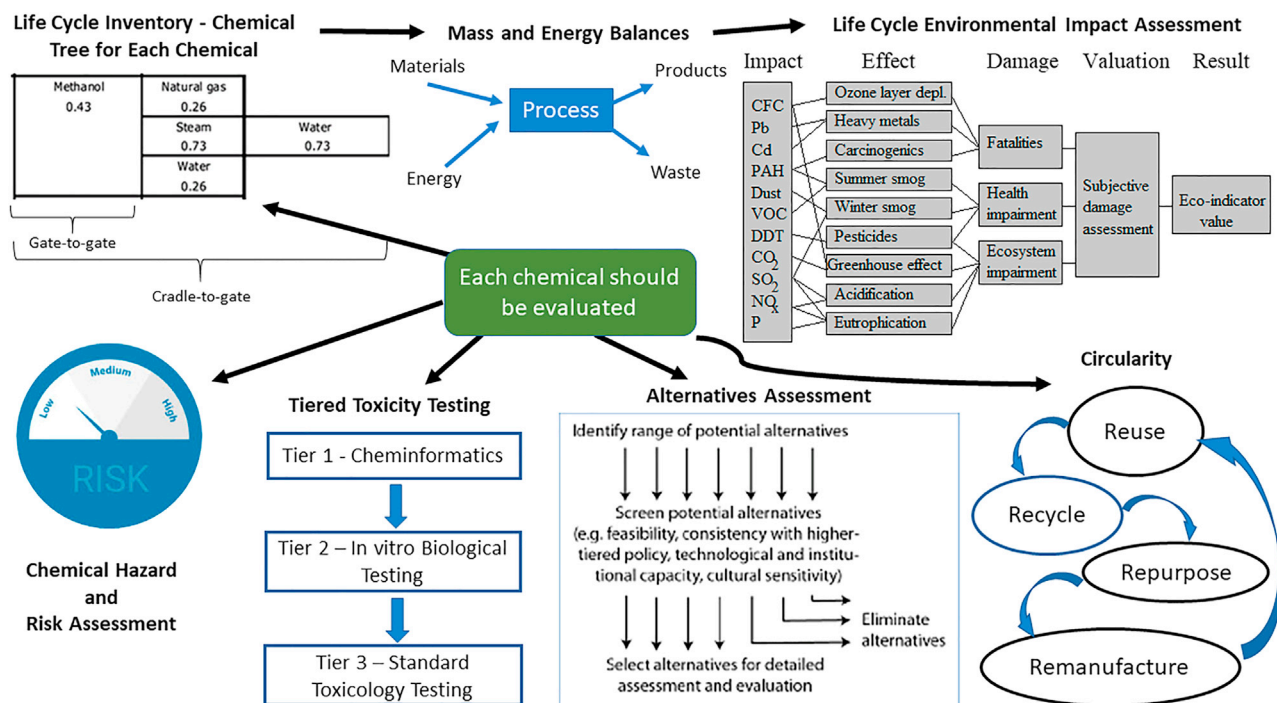 Life Cycle Inventory - Chemical
Tree for Each Chemical
Mass and Energy Balances
Life Cycle Environmental Impact Assessment
Methanol
0.43
Natural gas
0.26
Steam
0.73
Water
0.73
Water
0.26
Gate-to-gate
Cradle-to-gate
Materials
Energy
Process
Products
Waste
Impact
Effect
Damage
Valuation
Result
CFC
Pb
Cd
PAH
Dust
VOC
DDT
CO2
SO2
NOx
P
Ozone layer depl.
Heavy metals
Carcinogenics
Summer smog
Winter smog
Pesticides
Greenhouse effect
Acidification
Eutrophication
Fatalities
Health
impairment
Ecosystem
impairment
Subjective
damage
assessment
Eco-indicator
value
Each chemical should
be evaluated
Low
Medium
High
RISK
Chemical Hazard
and
Risk Assessment
Tiered Toxicity Testing
Tier 1 - Cheminformatics
Tier 2 – In vitro Biological
Testing
Tier 3 – Standard
Toxicology Testing
Alternatives Assessment
Identify range of potential alternatives
Screen potential alternatives
(e.g. feasibility, consistency with higher-
tiered policy, technological and institu-
tional capacity, cultural sensitivity)
Eliminate
alternatives
Select alternatives for detailed
assessment and evaluation
Circularity
Reuse
Recycle
Repurpose
Remanufacture